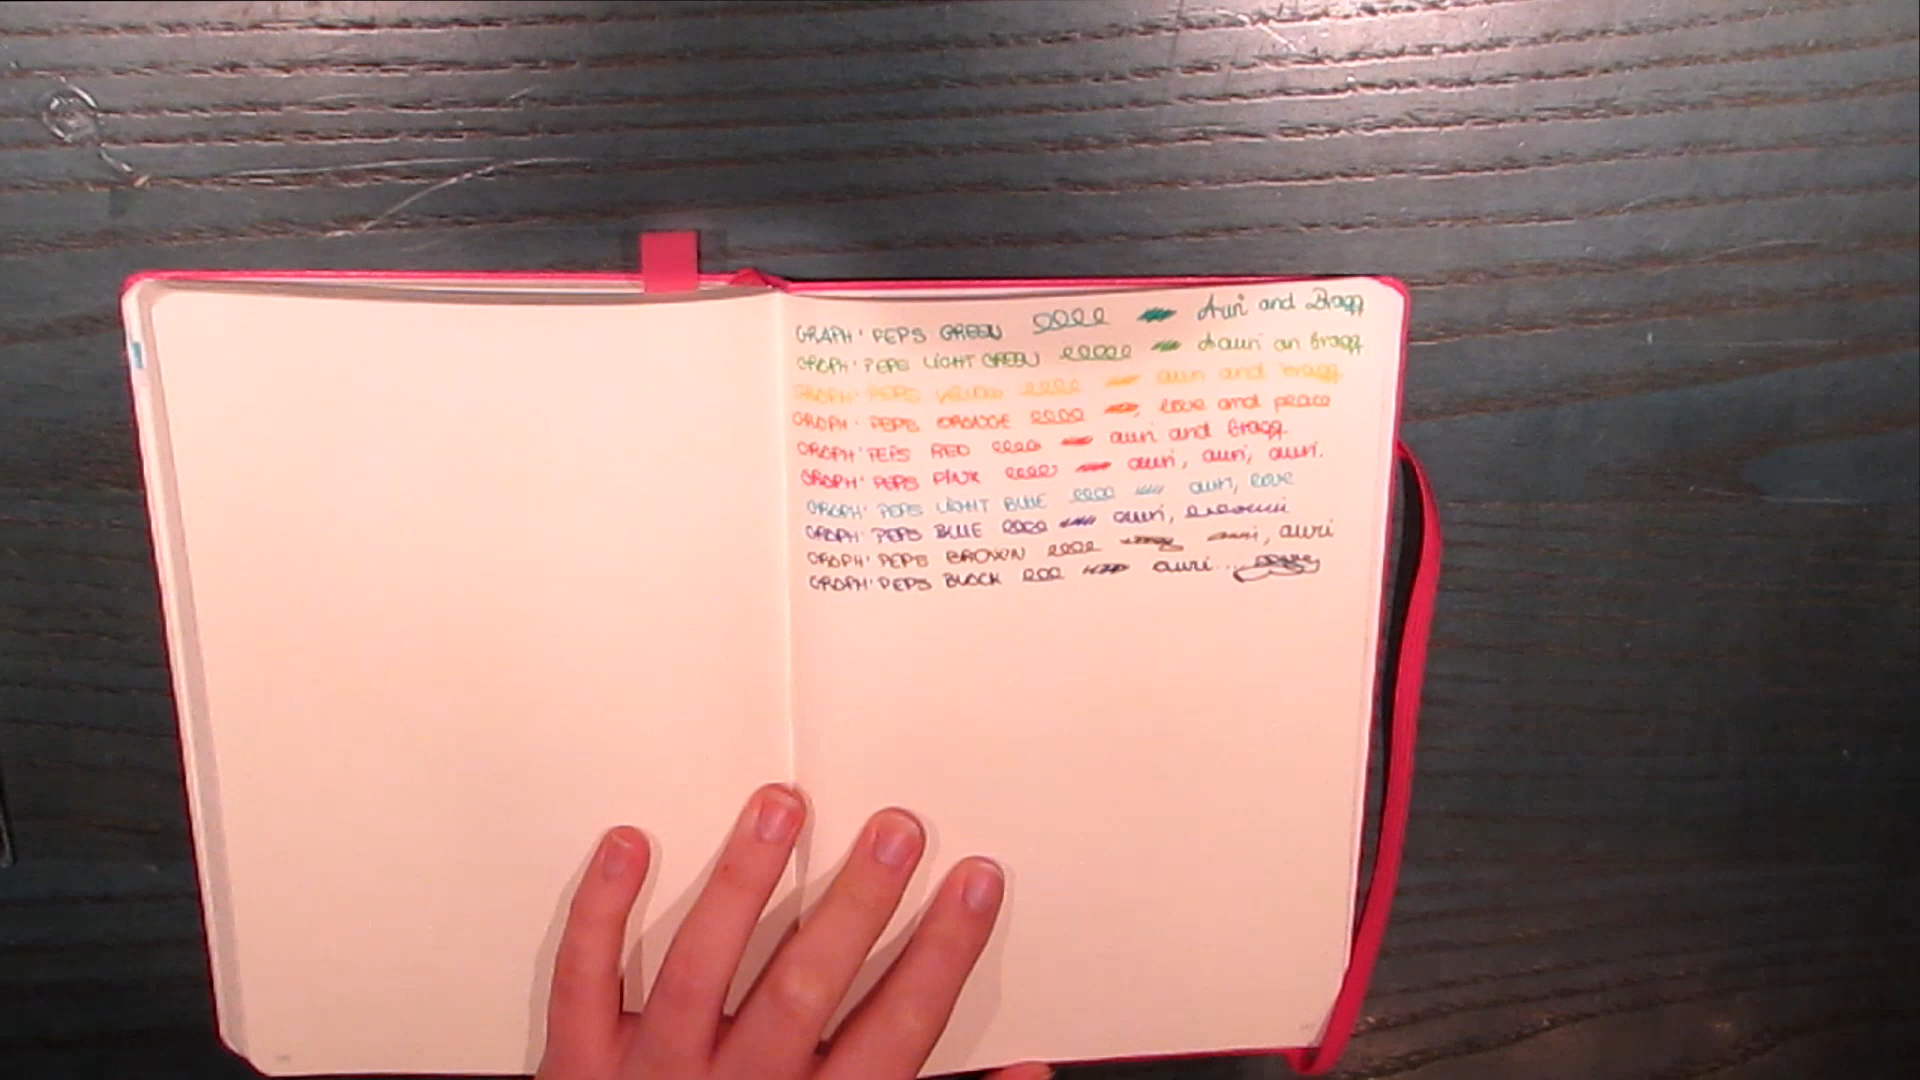 GRAPH' PEPS GREEN Auri and Bragg
GRAPH' PEPS LIGHT GREEN auri an Bragg
GRAPH' PEPS YELLOW auri and Bragg
GRAPH' PEPS ORANGE love and peace
GRAPH' PEPS RED auri and Bragg
GRAPH' PEPS PINK auri, auri, auri.
GRAPH' PEPS LIGHT BLUE auri, love
GRAPH' PEPS BLUE auri,
GRAPH' PEPS BROWN auri, auri
GRAPH' PEPS BLACK auri...